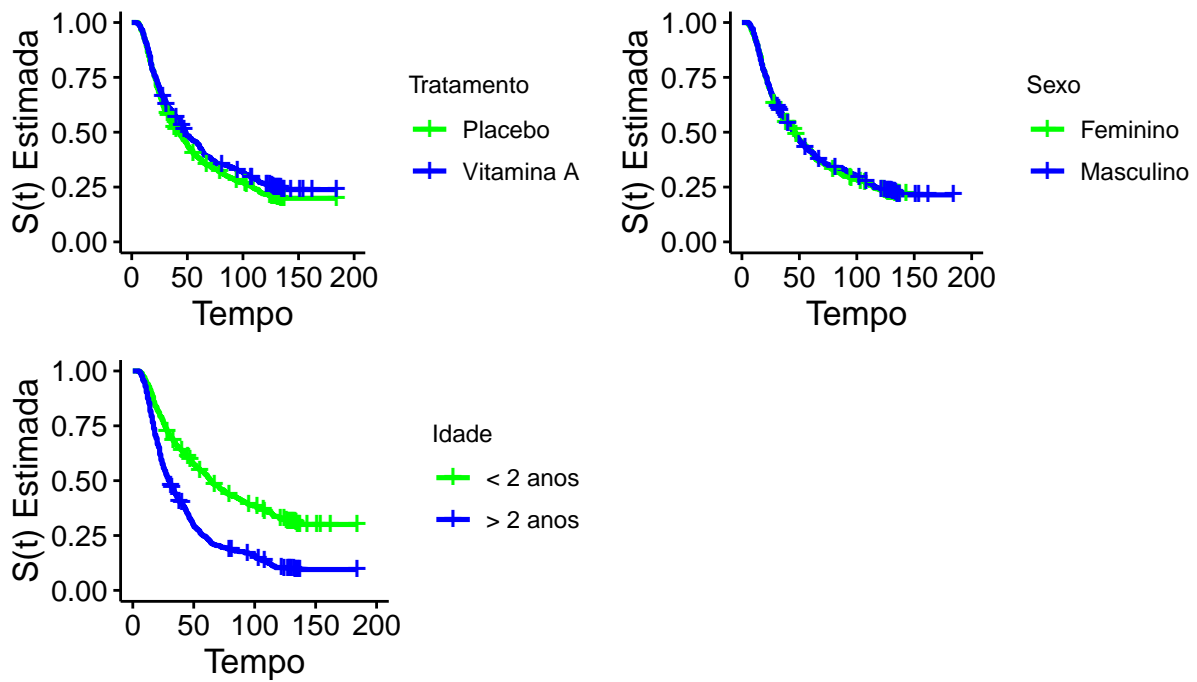 S(t) Estimada
1.00
0.75
0.50
0.25
0.00
0 50 100 150 200
Tempo
Tratamento
Placebo
Vitamina A
S(t) Estimada
1.00
0.75
0.50
0.25
0.00
0 50 100 150 200
Tempo
Sexo
Feminino
Masculino
S(t) Estimada
1.00
0.75
0.50
0.25
0.00
0 50 100 150 200
Tempo
Idade
< 2 anos
> 2 anos